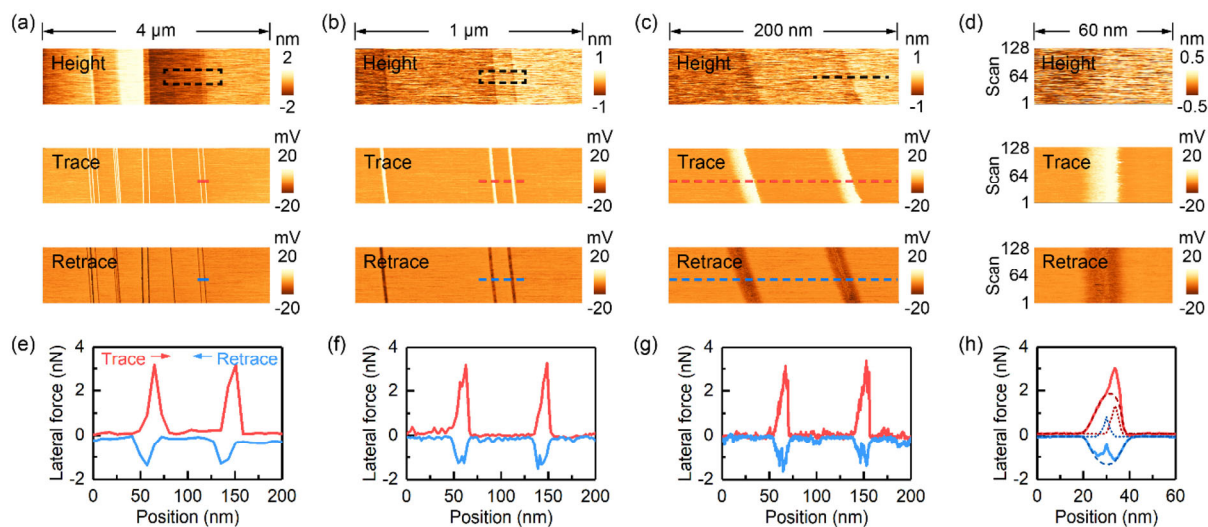 (a) 4 μm nm
Height 2 -2
Trace mV 20 -20
Retrace mV 20 -20
(b) 1 μm nm
Height 1 -1
Trace mV 20 -20
Retrace mV 20 -20
(c) 200 nm nm
Height 1 -1
Trace mV 20 -20
Retrace mV 20 -20
(d) 60 nm nm
Scan 128 64 1 Height 0.5 -0.5
Scan 128 64 1 Trace mV 20 -20
Scan 128 64 1 Retrace mV 20 -20
(e)
Trace → ← Retrace
Lateral force (nN)
4
2
0
-2
0 50 100 150 200
Position (nm)
(f)
Lateral force (nN)
4
2
0
-2
0 50 100 150 200
Position (nm)
(g)
Lateral force (nN)
4
2
0
-2
0 50 100 150 200
Position (nm)
(h)
Lateral force (nN)
4
2
0
-2
0 20 40 60
Position (nm)